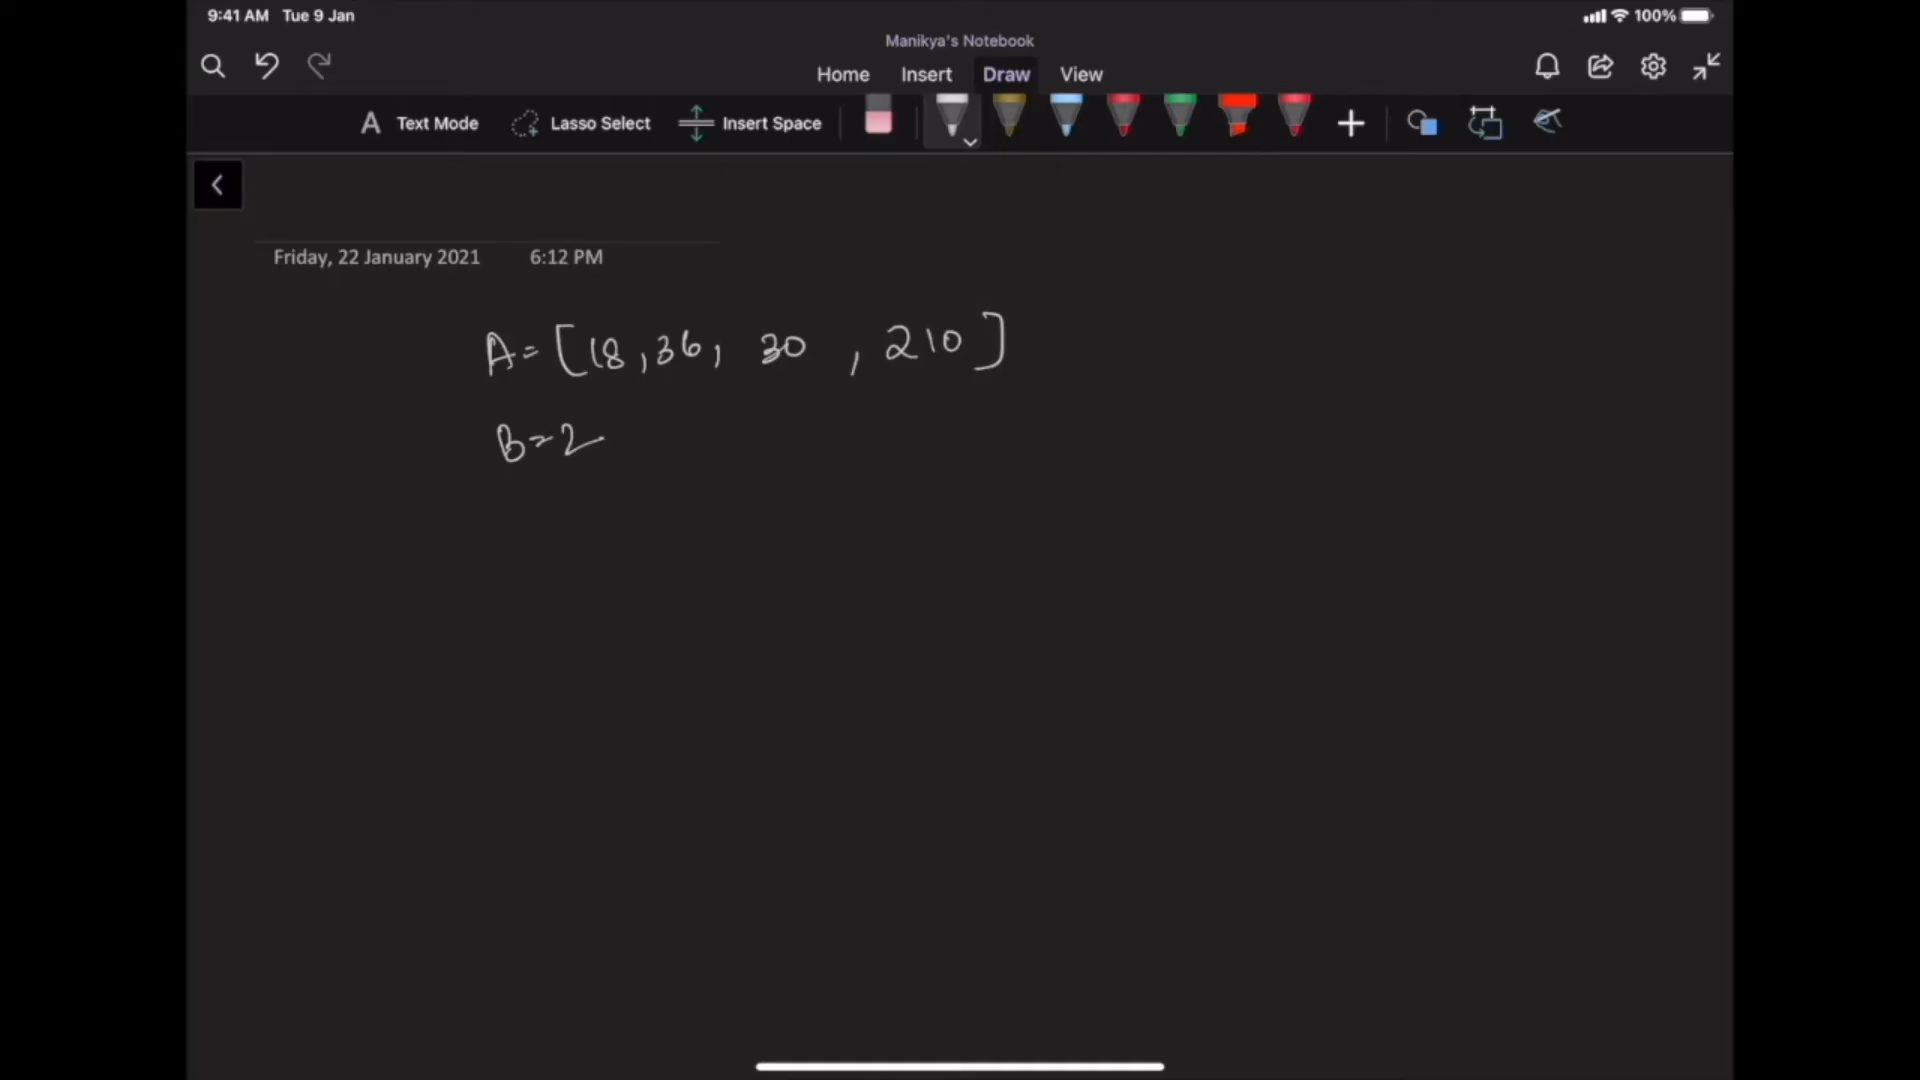 9:41 AM Tue 9 Jan 100%
Manikya's Notebook
Home Insert Draw View
Text Mode Lasso Select Insert Space
Friday, 22 January 2021 6:12 PM
A=[18,36, 30 , 210]
B=2